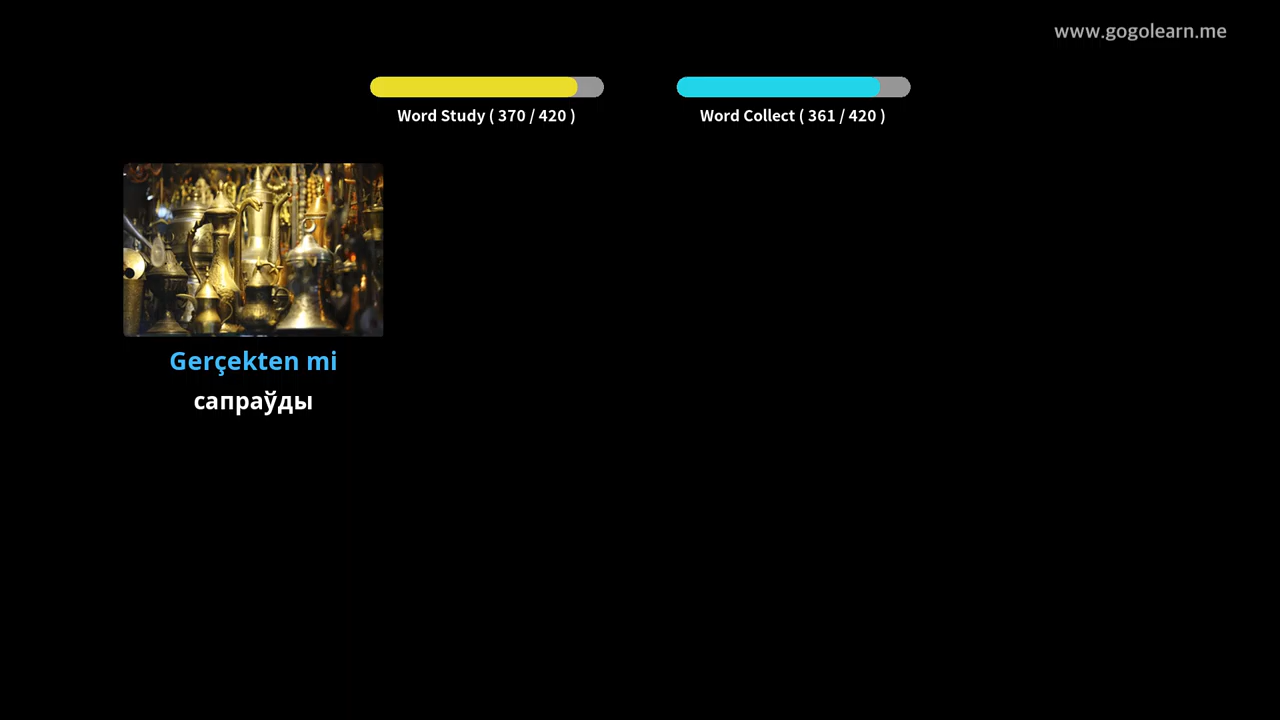 www.gogolearn.me
Word Study ( 370 / 420 )
Word Collect ( 361 / 420 )
Gerçekten mi
сапраўды